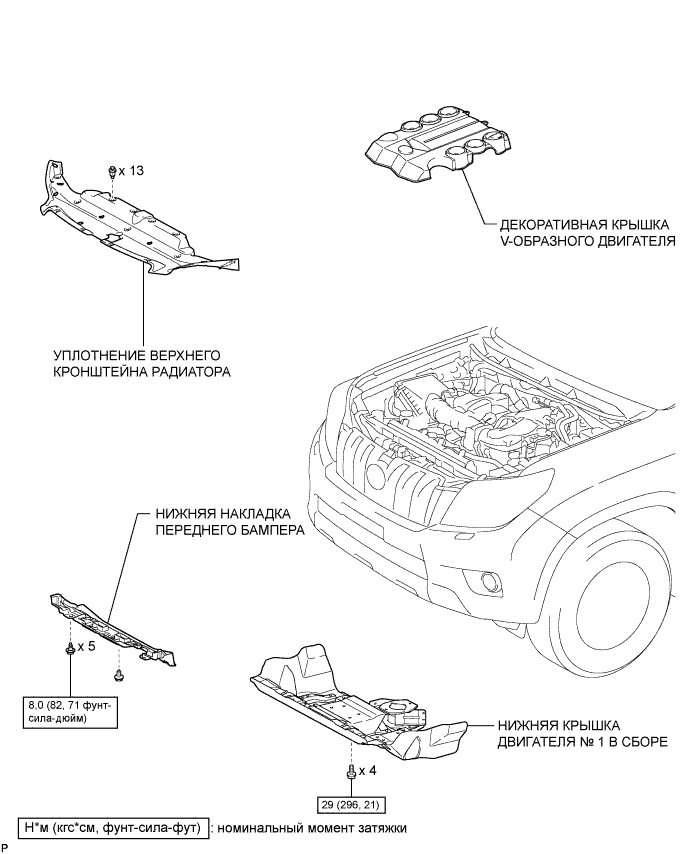 x 13
ДЕКОРАТИВНАЯ КРЫШКА
V-ОБРАЗНОГО ДВИГАТЕЛЯ
УПЛОТНЕНИЕ ВЕРХНЕГО
КРОНШТЕЙНА РАДИАТОРА
НИЖНЯЯ НАКЛАДКА
ПЕРЕДНЕГО БАМПЕРА
x 5
8,0 (82, 71 фунт-
сила-дюйм)
НИЖНЯЯ КРЫШКА
ДВИГАТЕЛЯ № 1 В СБОРЕ
x 4
29 (296, 21)
Н*м (кгс*см, фунт-сила-фут) : номинальный момент затяжки
P